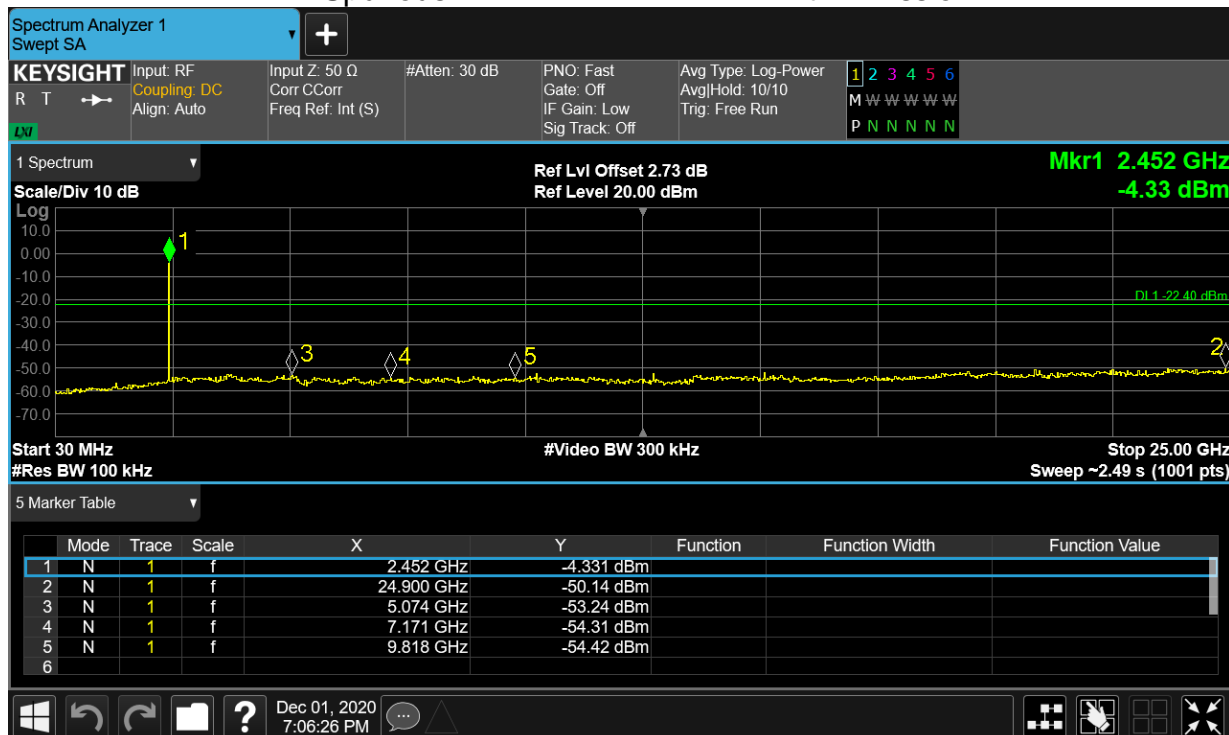 Spectrum Analyzer 1
Swept SA
▼
+
KEYSIGHT
R T
LXI
Input: RF
Coupling: DC
Align: Auto
Input Z: 50 Ω
Corr CCorr
Freq Ref: Int (S)
#Atten: 30 dB
PNO: Fast
Gate: Off
IF Gain: Low
Sig Track: Off
Avg Type: Log-Power
Avg|Hold: 10/10
Trig: Free Run
1 2 3 4 5 6
M W W W W W
P N N N N N
1 Spectrum ▼
Scale/Div 10 dB
Ref Lvl Offset 2.73 dB
Ref Level 20.00 dBm
Mkr1 2.452 GHz
-4.33 dBm
Log
10.0
0.00
-10.0
-20.0
-30.0
-40.0
-50.0
-60.0
-70.0
1
DL1 -22.40 dBm
3
4
5
2
Start 30 MHz
#Res BW 100 kHz
#Video BW 300 kHz
Stop 25.00 GHz
Sweep ~2.49 s (1001 pts)
5 Marker Table ▼
Mode Trace Scale X Y Function Function Width Function Value
1 N 1 f 2.452 GHz -4.331 dBm
2 N 1 f 24.900 GHz -50.14 dBm
3 N 1 f 5.074 GHz -53.24 dBm
4 N 1 f 7.171 GHz -54.31 dBm
5 N 1 f 9.818 GHz -54.42 dBm
6
?
Dec 01, 2020
7:06:26 PM